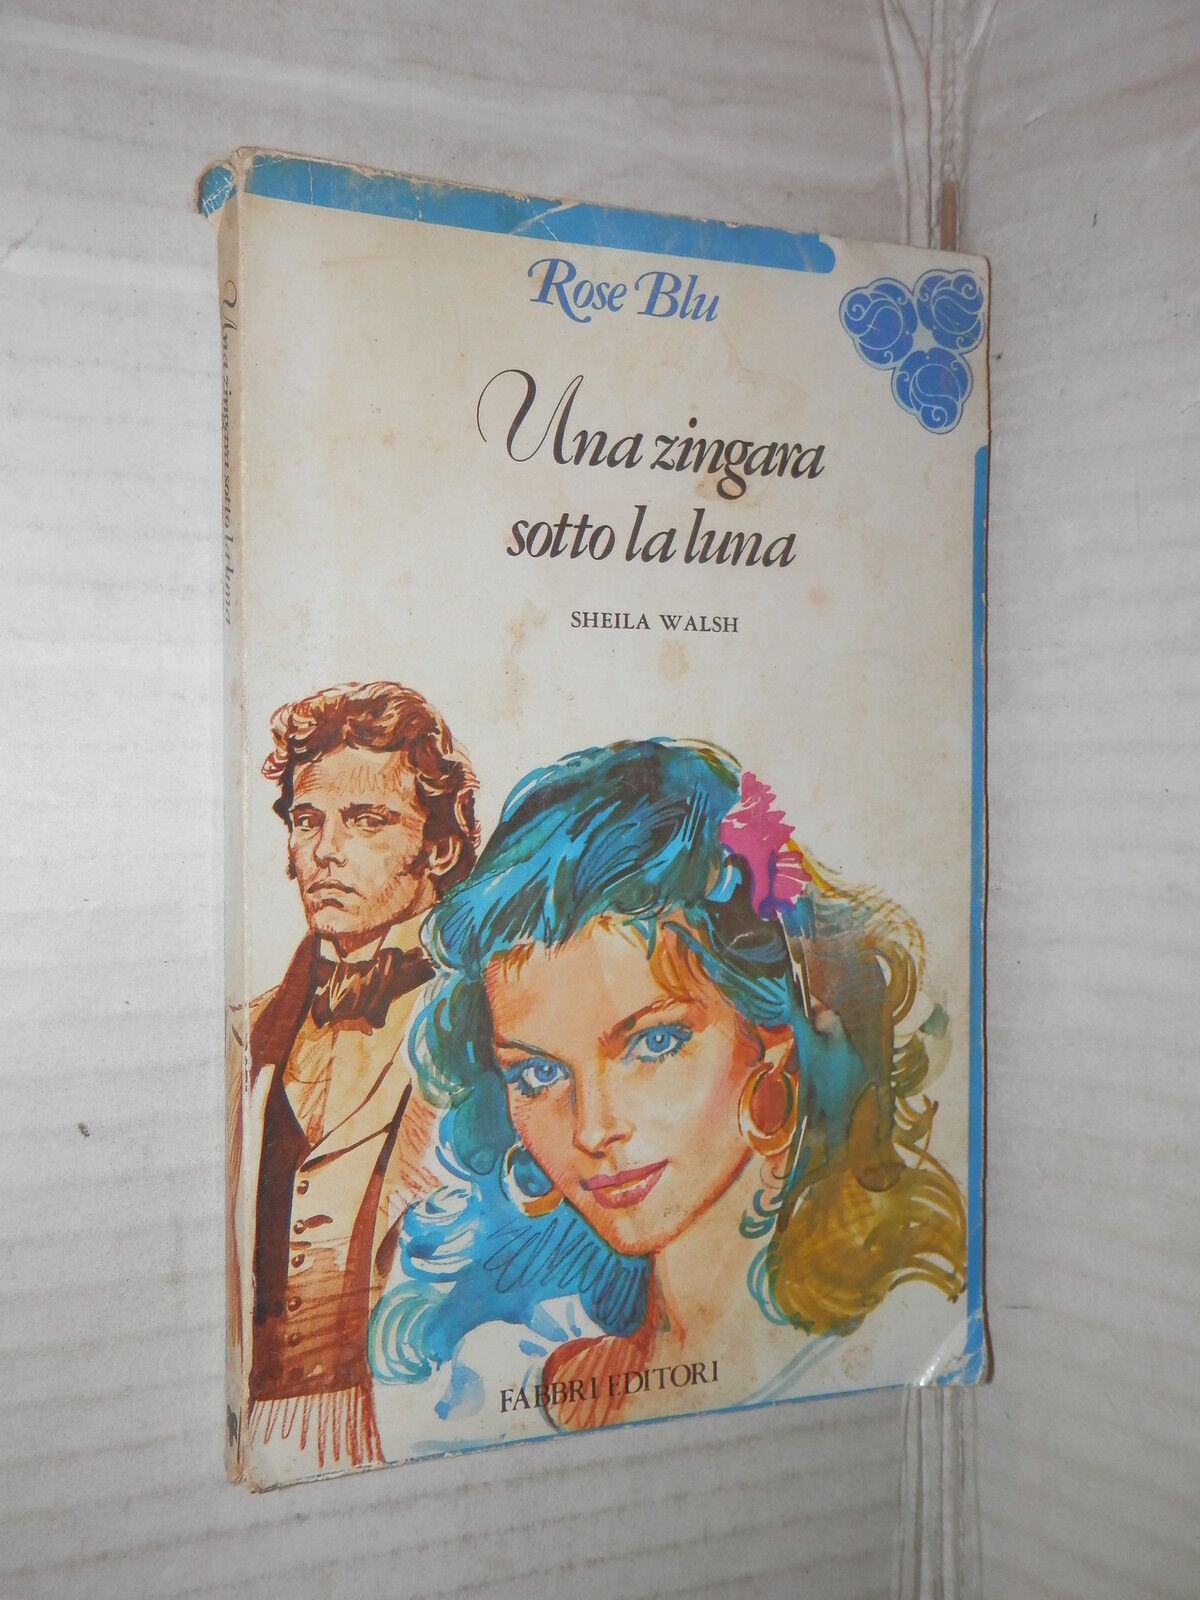 Rose Blu
Una zingara
sotto la luna
SHEILA WALSH
FABBRI EDITORI
Una zingara sotto la luna